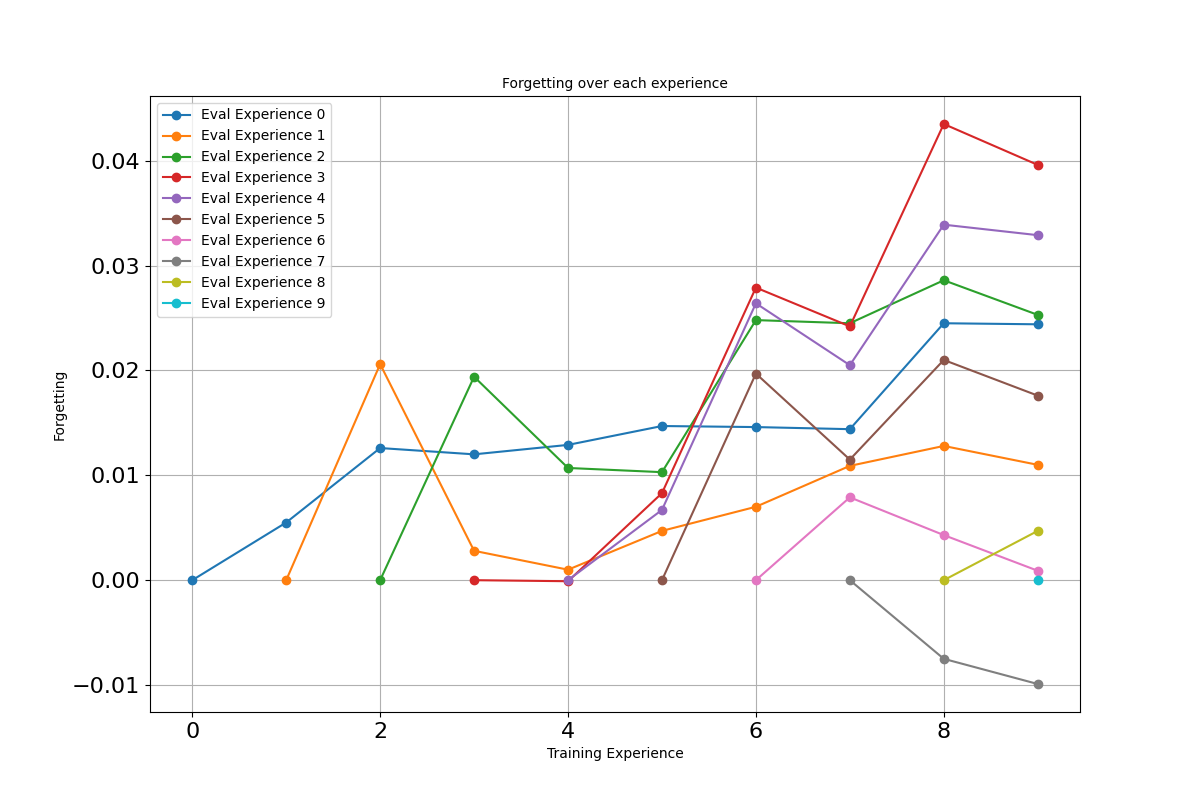 Forgetting over each experience
Eval Experience 0
Eval Experience 1
Eval Experience 2
Eval Experience 3
Eval Experience 4
Eval Experience 5
Eval Experience 6
Eval Experience 7
Eval Experience 8
Eval Experience 9
0.04
0.03
0.02
0.01
0.00
−0.01
Forgetting
0 2 4 6 8
Training Experience